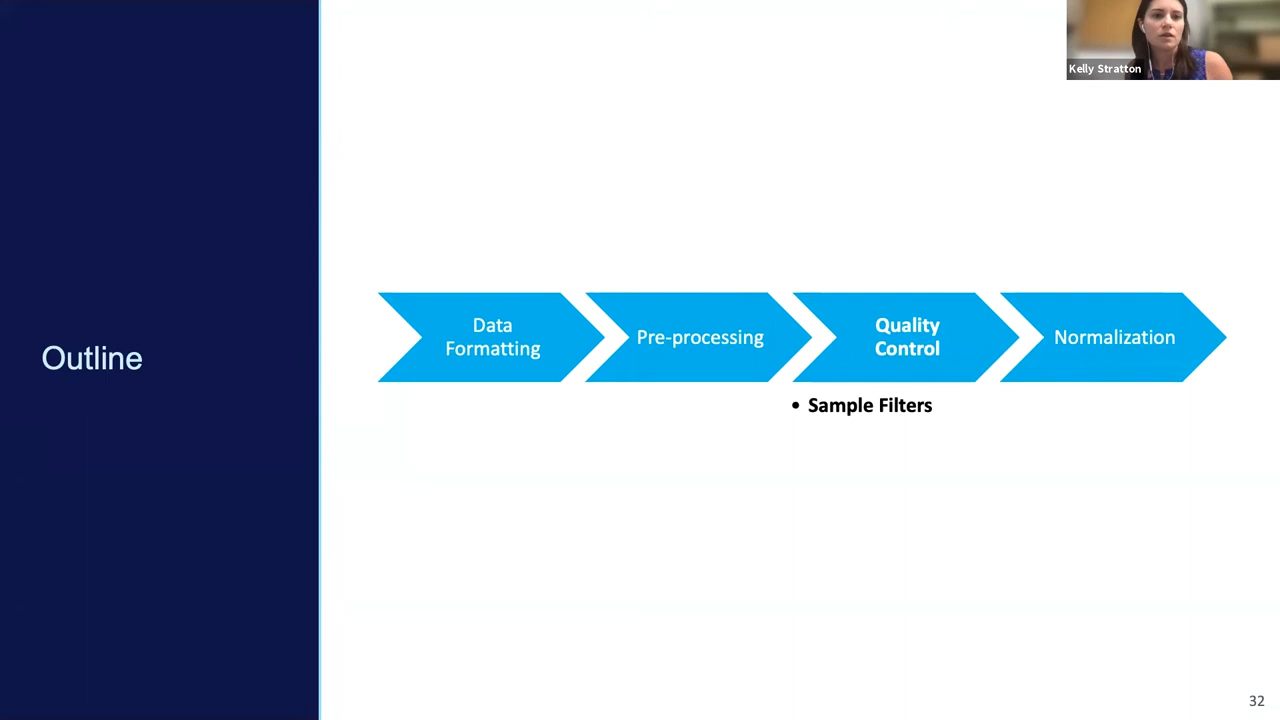 Kelly Stratton
Outline
Data
Formatting
Pre-processing
Quality
Control
Normalization
• Sample Filters
32